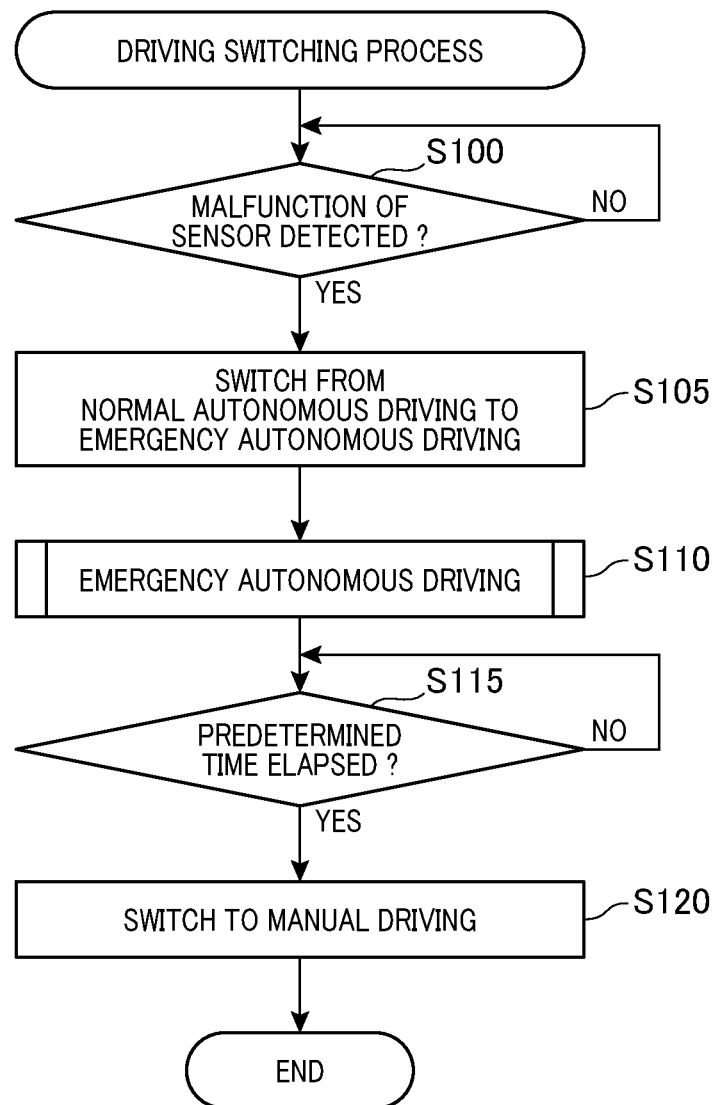 DRIVING SWITCHING PROCESS
S100
MALFUNCTION OF
SENSOR DETECTED ?
NO
YES
SWITCH FROM
NORMAL AUTONOMOUS DRIVING TO
EMERGENCY AUTONOMOUS DRIVING
S105
EMERGENCY AUTONOMOUS DRIVING
S110
S115
PREDETERMINED
TIME ELAPSED ?
NO
YES
SWITCH TO MANUAL DRIVING
S120
END